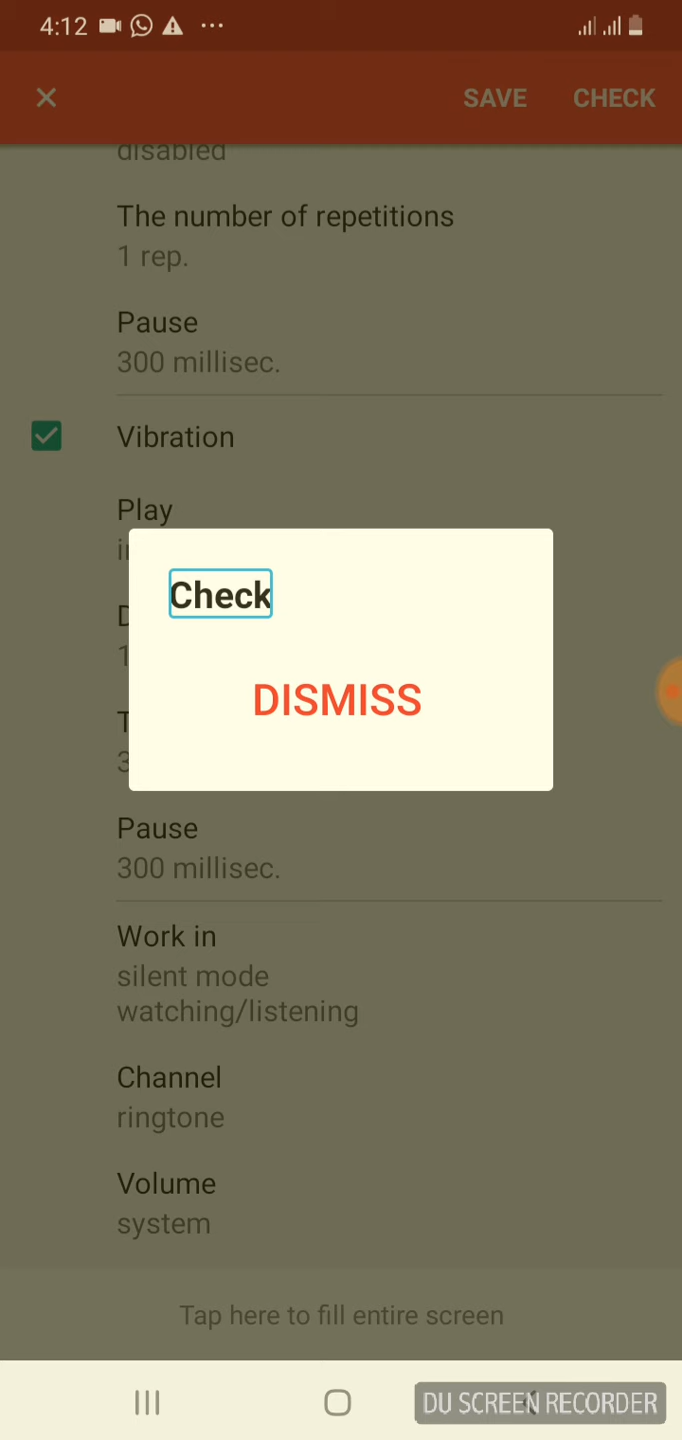 4:12
SAVE CHECK
disabled
The number of repetitions
1 rep.
Pause
300 millisec.
Vibration
Play
Check
DISMISS
Pause
300 millisec.
Work in
silent mode
watching/listening
Channel
ringtone
Volume
system
Tap here to fill entire screen
DU SCREEN RECORDER